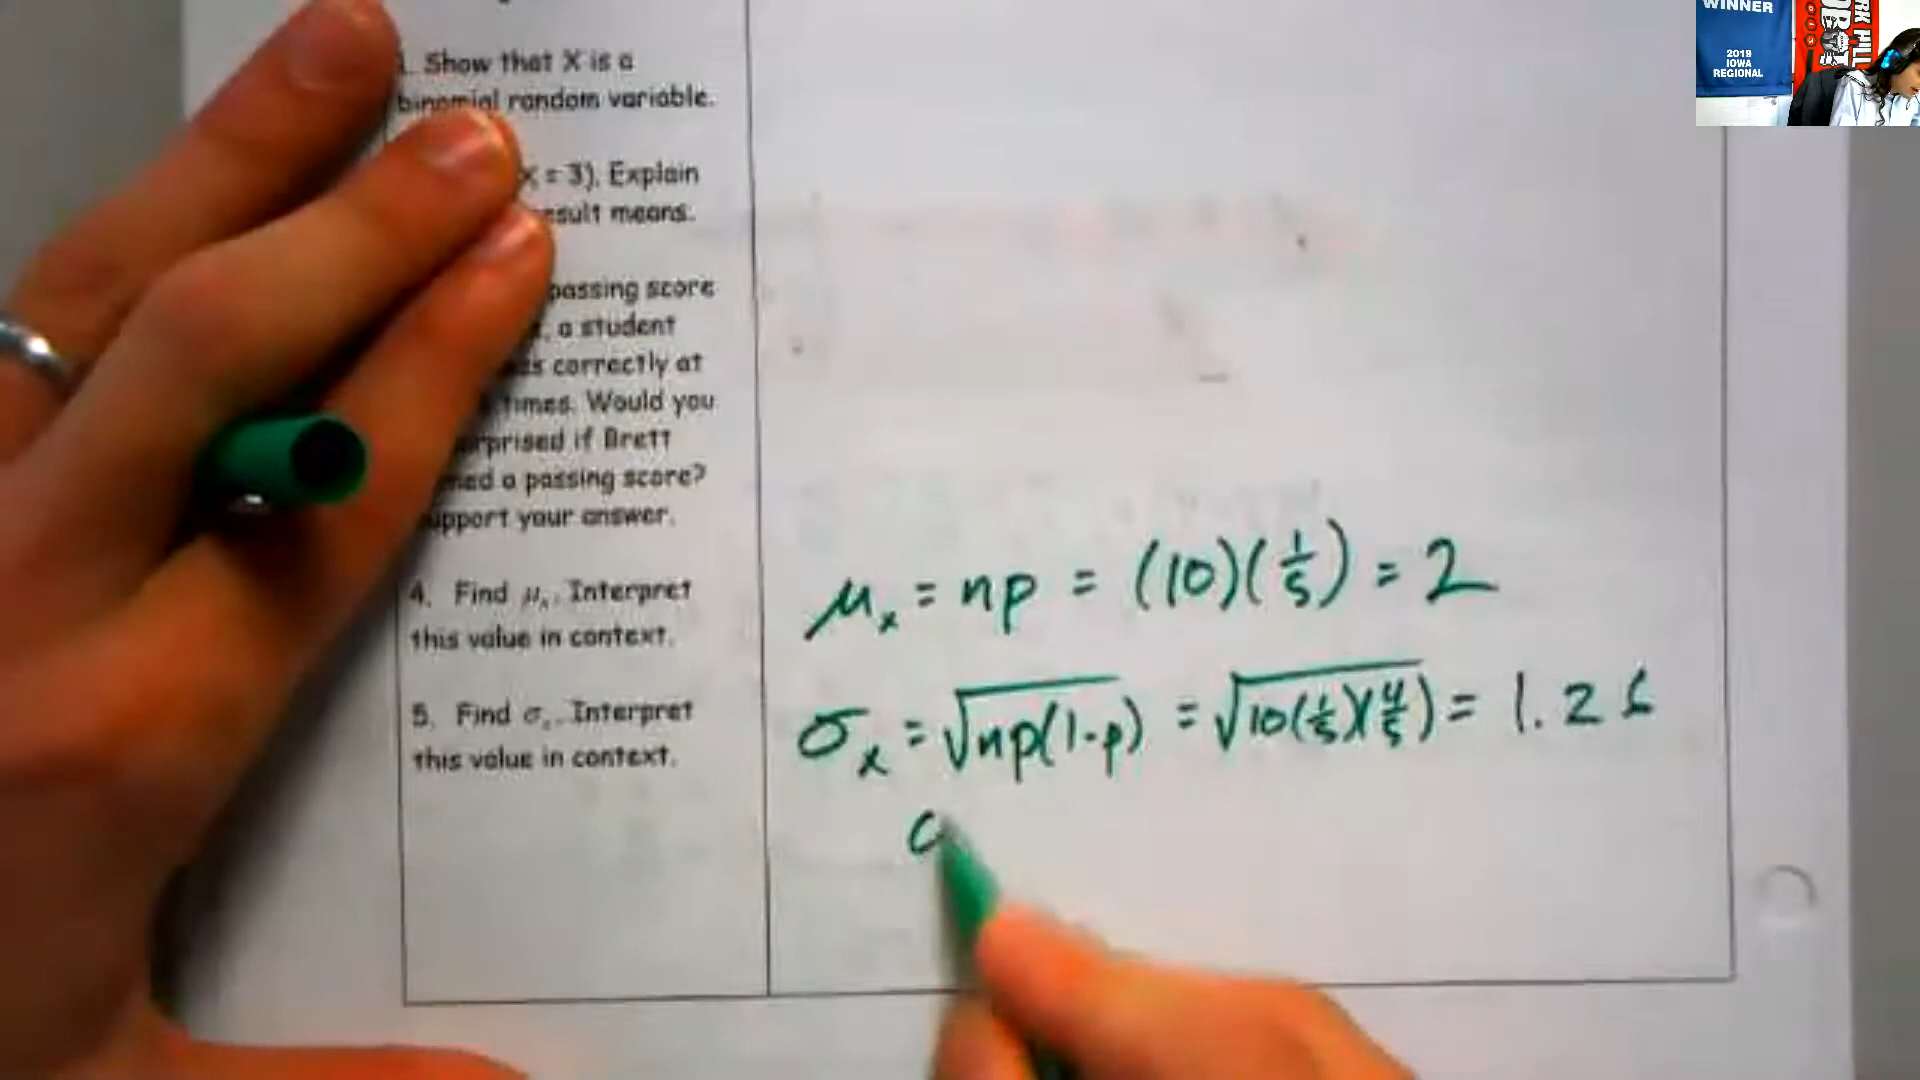 WINNER
2019
IOWA
REGIONAL
Show that X is a
binomial random variable.
= 3). Explain
result means.
passing score
, a student
correctly at
times. Would you
surprised if Brett
a passing score?
support your answer.
4. Find μₓ. Interpret
this value in context.
5. Find σₓ. Interpret
this value in context.
μₓ = np = (10)(1/5) = 2
σₓ = √np(1-p) = √10(1/5)(4/5) = 1.26